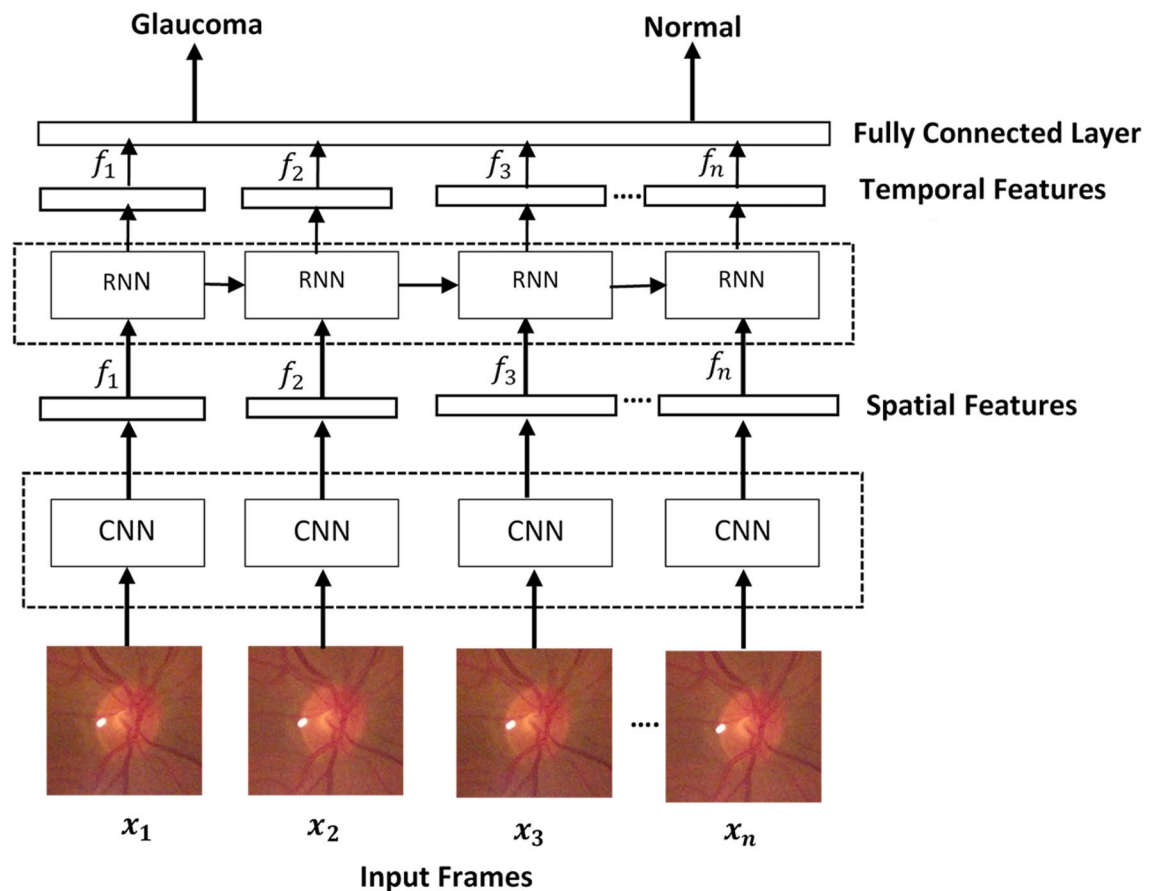 Glaucoma Normal
Fully Connected Layer
f₁ f₂ f₃ fₙ
Temporal Features
....
RNN RNN RNN RNN
f₁ f₂ f₃ fₙ
....
Spatial Features
CNN CNN CNN CNN
....
x₁ x₂ x₃ xₙ
Input Frames